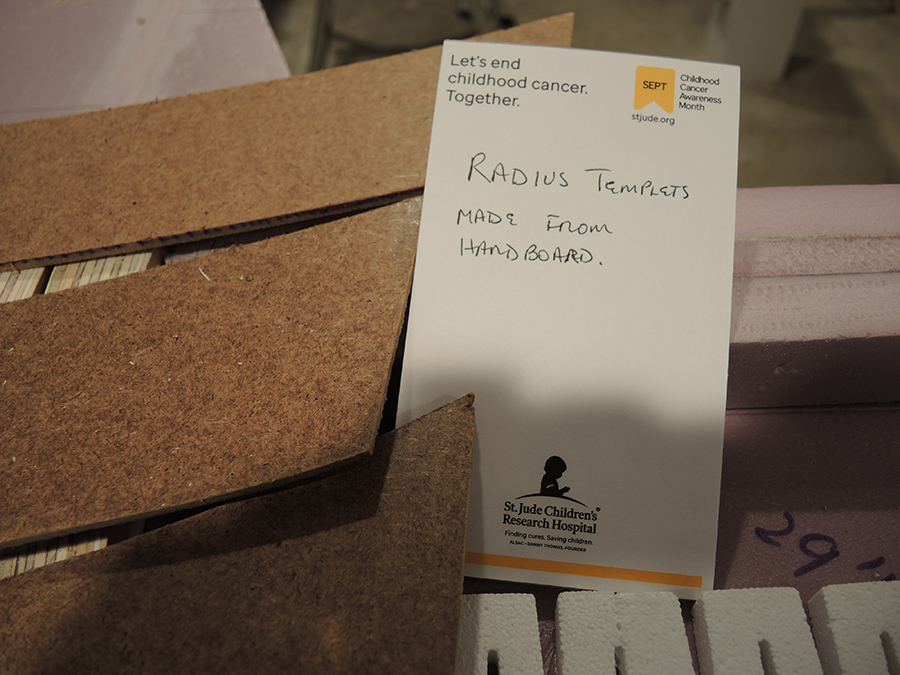 Let's end
childhood cancer.
Together.
SEPT
Childhood
Cancer
Awareness
Month
stjude.org
RADIUS TEMPLETS
MADE FROM
HARDBOARD.
St. Jude Children's
Research Hospital
Finding cures. Saving children.
ALSAC • DANNY THOMAS, FOUNDER
29